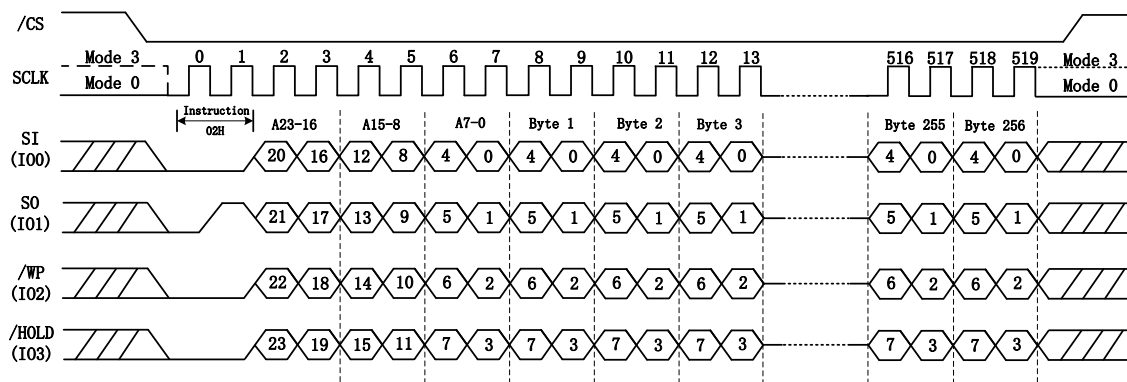 /CS
Mode 3 0 1 2 3 4 5 6 7 8 9 10 11 12 13 516 517 518 519 Mode 3
SCLK
Mode 0 Mode 0
Instruction
02H
A23-16 A15-8 A7-0 Byte 1 Byte 2 Byte 3 Byte 255 Byte 256
SI
(IO0)
20 16 12 8 4 0 4 0 4 0 4 0 4 0 4 0
SO
(IO1)
21 17 13 9 5 1 5 1 5 1 5 1 5 1 5 1
/WP
(IO2)
22 18 14 10 6 2 6 2 6 2 6 2 6 2 6 2
/HOLD
(IO3)
23 19 15 11 7 3 7 3 7 3 7 3 7 3 7 3